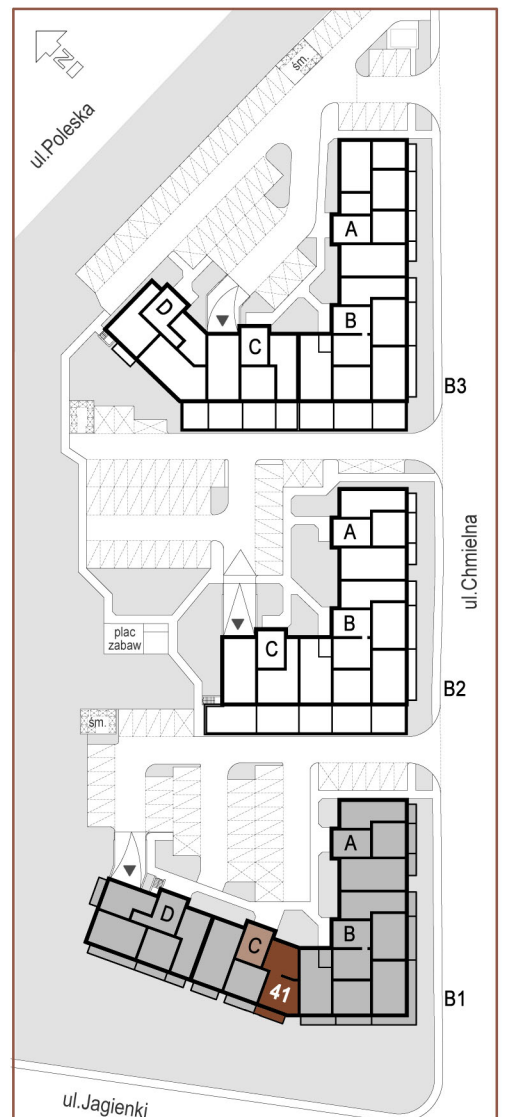 N
śm.
ul.Poleska
A
D
B
C
B3
A
ul.Chmielna
B
C
plac
zabaw
B2
śm.
A
D
B
C
41
B1
ul.Jagienki